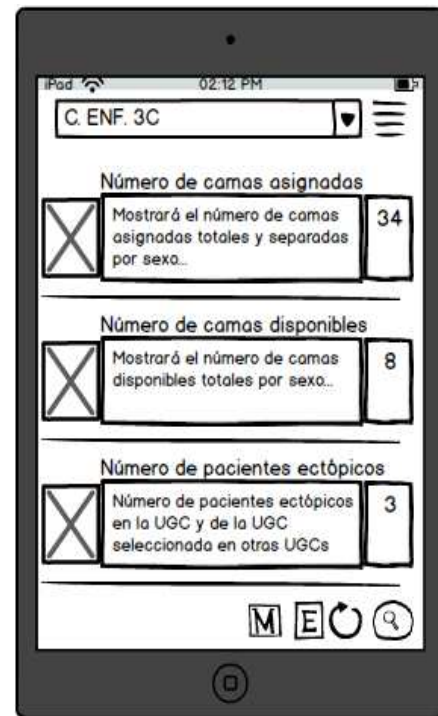 iPad 02:12 PM
C. ENF. 3C
Número de camas asignadas
Mostrará el número de camas
asignadas totales y separadas
por sexo...
34
Número de camas disponibles
Mostrará el número de camas
disponibles totales por sexo...
8
Número de pacientes ectópicos
Número de pacientes ectópicos
en la UGC y de la UGC
seleccionada en otras UGCs
3
M E